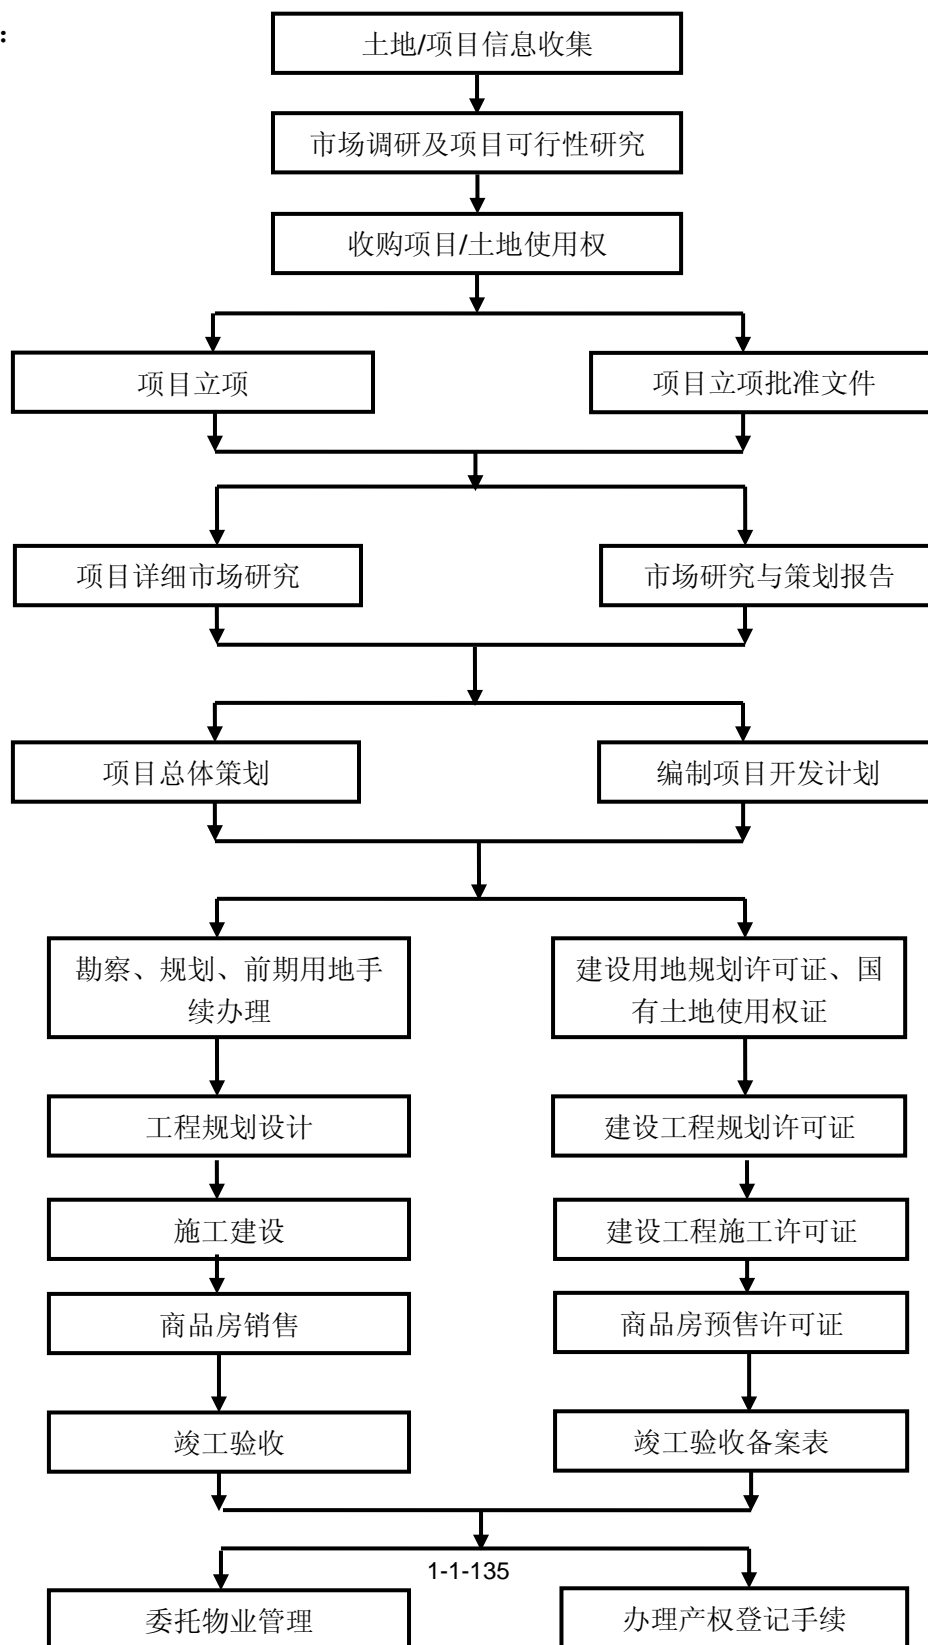 ：
土地/项目信息收集
市场调研及项目可行性研究
收购项目/土地使用权
项目立项
项目立项批准文件
项目详细市场研究
市场研究与策划报告
项目总体策划
编制项目开发计划
勘察、规划、前期用地手
续办理
建设用地规划许可证、国
有土地使用权证
工程规划设计
建设工程规划许可证
施工建设
建设工程施工许可证
商品房销售
商品房预售许可证
竣工验收
竣工验收备案表
1-1-135
委托物业管理
办理产权登记手续